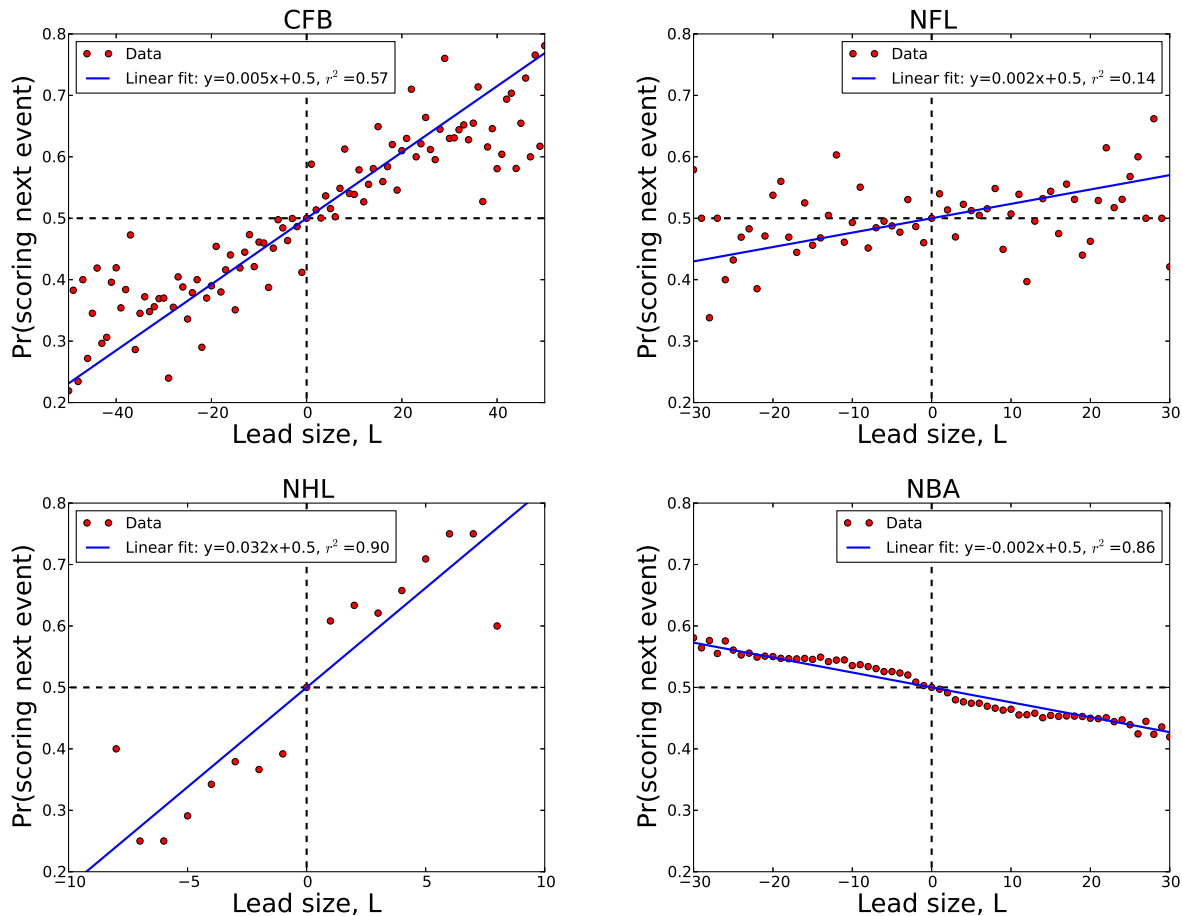 CFB
Data
Linear fit: y=0.005x+0.5, r² =0.57
Pr(scoring next event)
0.8
0.7
0.6
0.5
0.4
0.3
0.2
−40
−20
0
20
40
Lead size, L
NFL
Data
Linear fit: y=0.002x+0.5, r² =0.14
Pr(scoring next event)
0.8
0.7
0.6
0.5
0.4
0.3
0.2
−30
−20
−10
0
10
20
30
Lead size, L
NHL
Data
Linear fit: y=0.032x+0.5, r² =0.90
Pr(scoring next event)
0.8
0.7
0.6
0.5
0.4
0.3
0.2
−10
−5
0
5
10
Lead size, L
NBA
Data
Linear fit: y=-0.002x+0.5, r² =0.86
Pr(scoring next event)
0.8
0.7
0.6
0.5
0.4
0.3
0.2
−30
−20
−10
0
10
20
30
Lead size, L